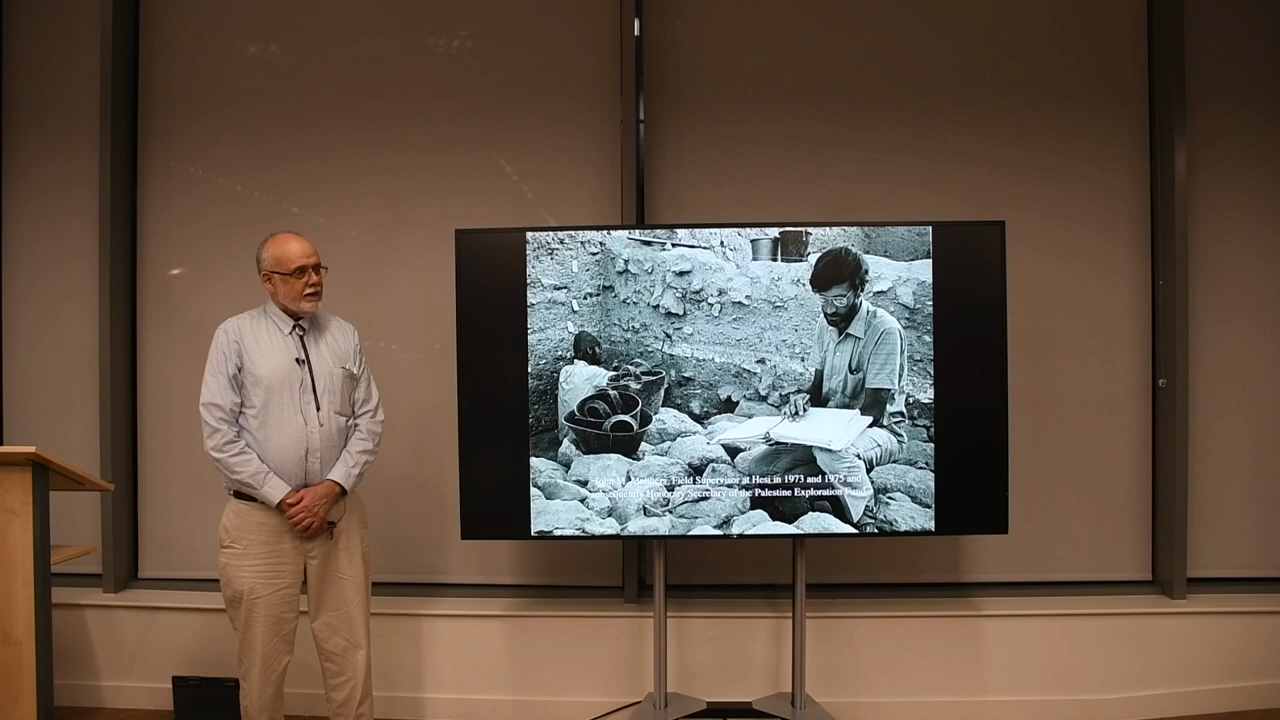 John M. Matthers, Field Supervisor at Hesi in 1973 and 1975 and
subsequently Honorary Secretary of the Palestine Exploration Fund